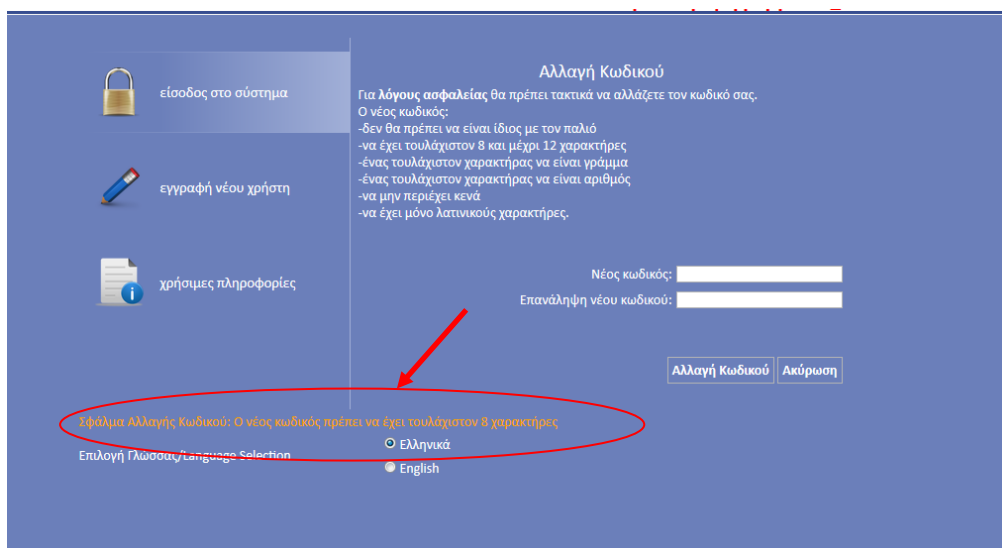 είσοδος στο σύστημα
εγγραφή νέου χρήστη
χρήσιμες πληροφορίες
Αλλαγή Κωδικού
Για λόγους ασφαλείας θα πρέπει τακτικά να αλλάζετε τον κωδικό σας.
Ο νέος κωδικός:
-δεν θα πρέπει να είναι ίδιος με τον παλιό
-να έχει τουλάχιστον 8 και μέχρι 12 χαρακτήρες
-ένας τουλάχιστον χαρακτήρας να είναι γράμμα
-ένας τουλάχιστον χαρακτήρας να είναι αριθμός
-να μην περιέχει κενά
-να έχει μόνο λατινικούς χαρακτήρες.
Νέος κωδικός:
Επανάληψη νέου κωδικού:
Αλλαγή Κωδικού Ακύρωση
Σφάλμα Αλλαγής Κωδικού: Ο νέος κωδικός πρέπει να έχει τουλάχιστον 8 χαρακτήρες
Επιλογή Γλώσσας/Language Selection
Ελληνικά
English